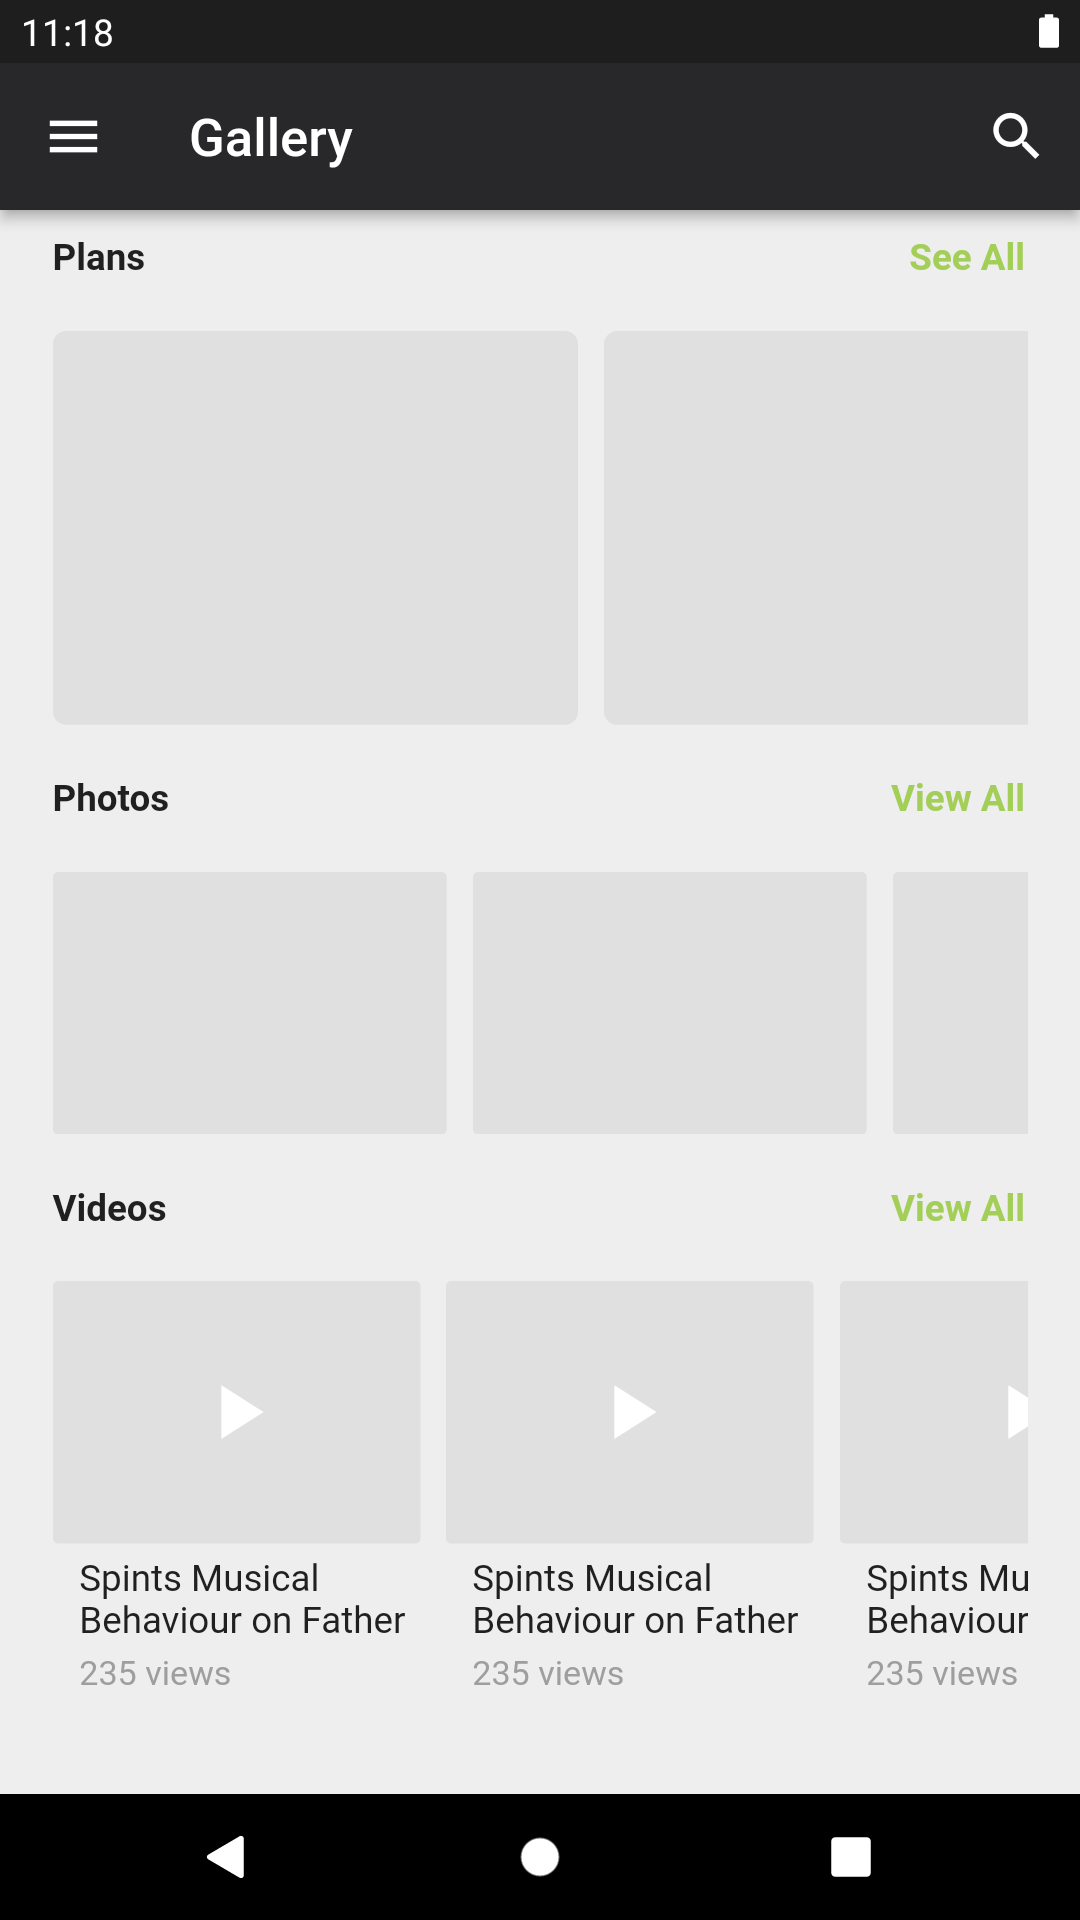 11:18
Gallery
Plans
See All
Photos
View All
Videos
View All
Spints Musical
Behaviour on Father
235 views
Spints Musical
Behaviour on Father
235 views
Spints Mu
Behaviour
235 views